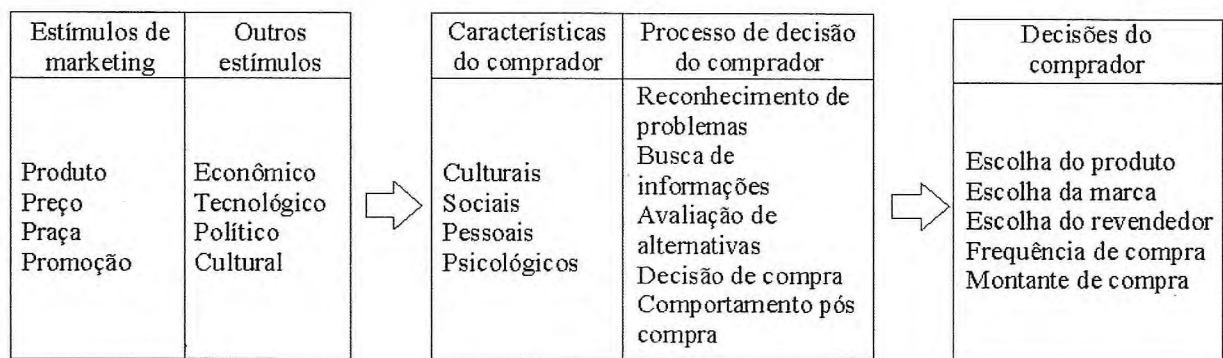 Estímulos de
marketing
Outros
estímulos
Produto
Preço
Praça
Promoção
Econômico
Tecnológico
Político
Cultural
Características
do comprador
Processo de decisão
do comprador
Culturais
Sociais
Pessoais
Psicológicos
Reconhecimento de
problemas
Busca de
informações
Avaliação de
alternativas
Decisão de compra
Comportamento pós
compra
Decisões do
comprador
Escolha do produto
Escolha da marca
Escolha do revendedor
Frequência de compra
Montante de compra